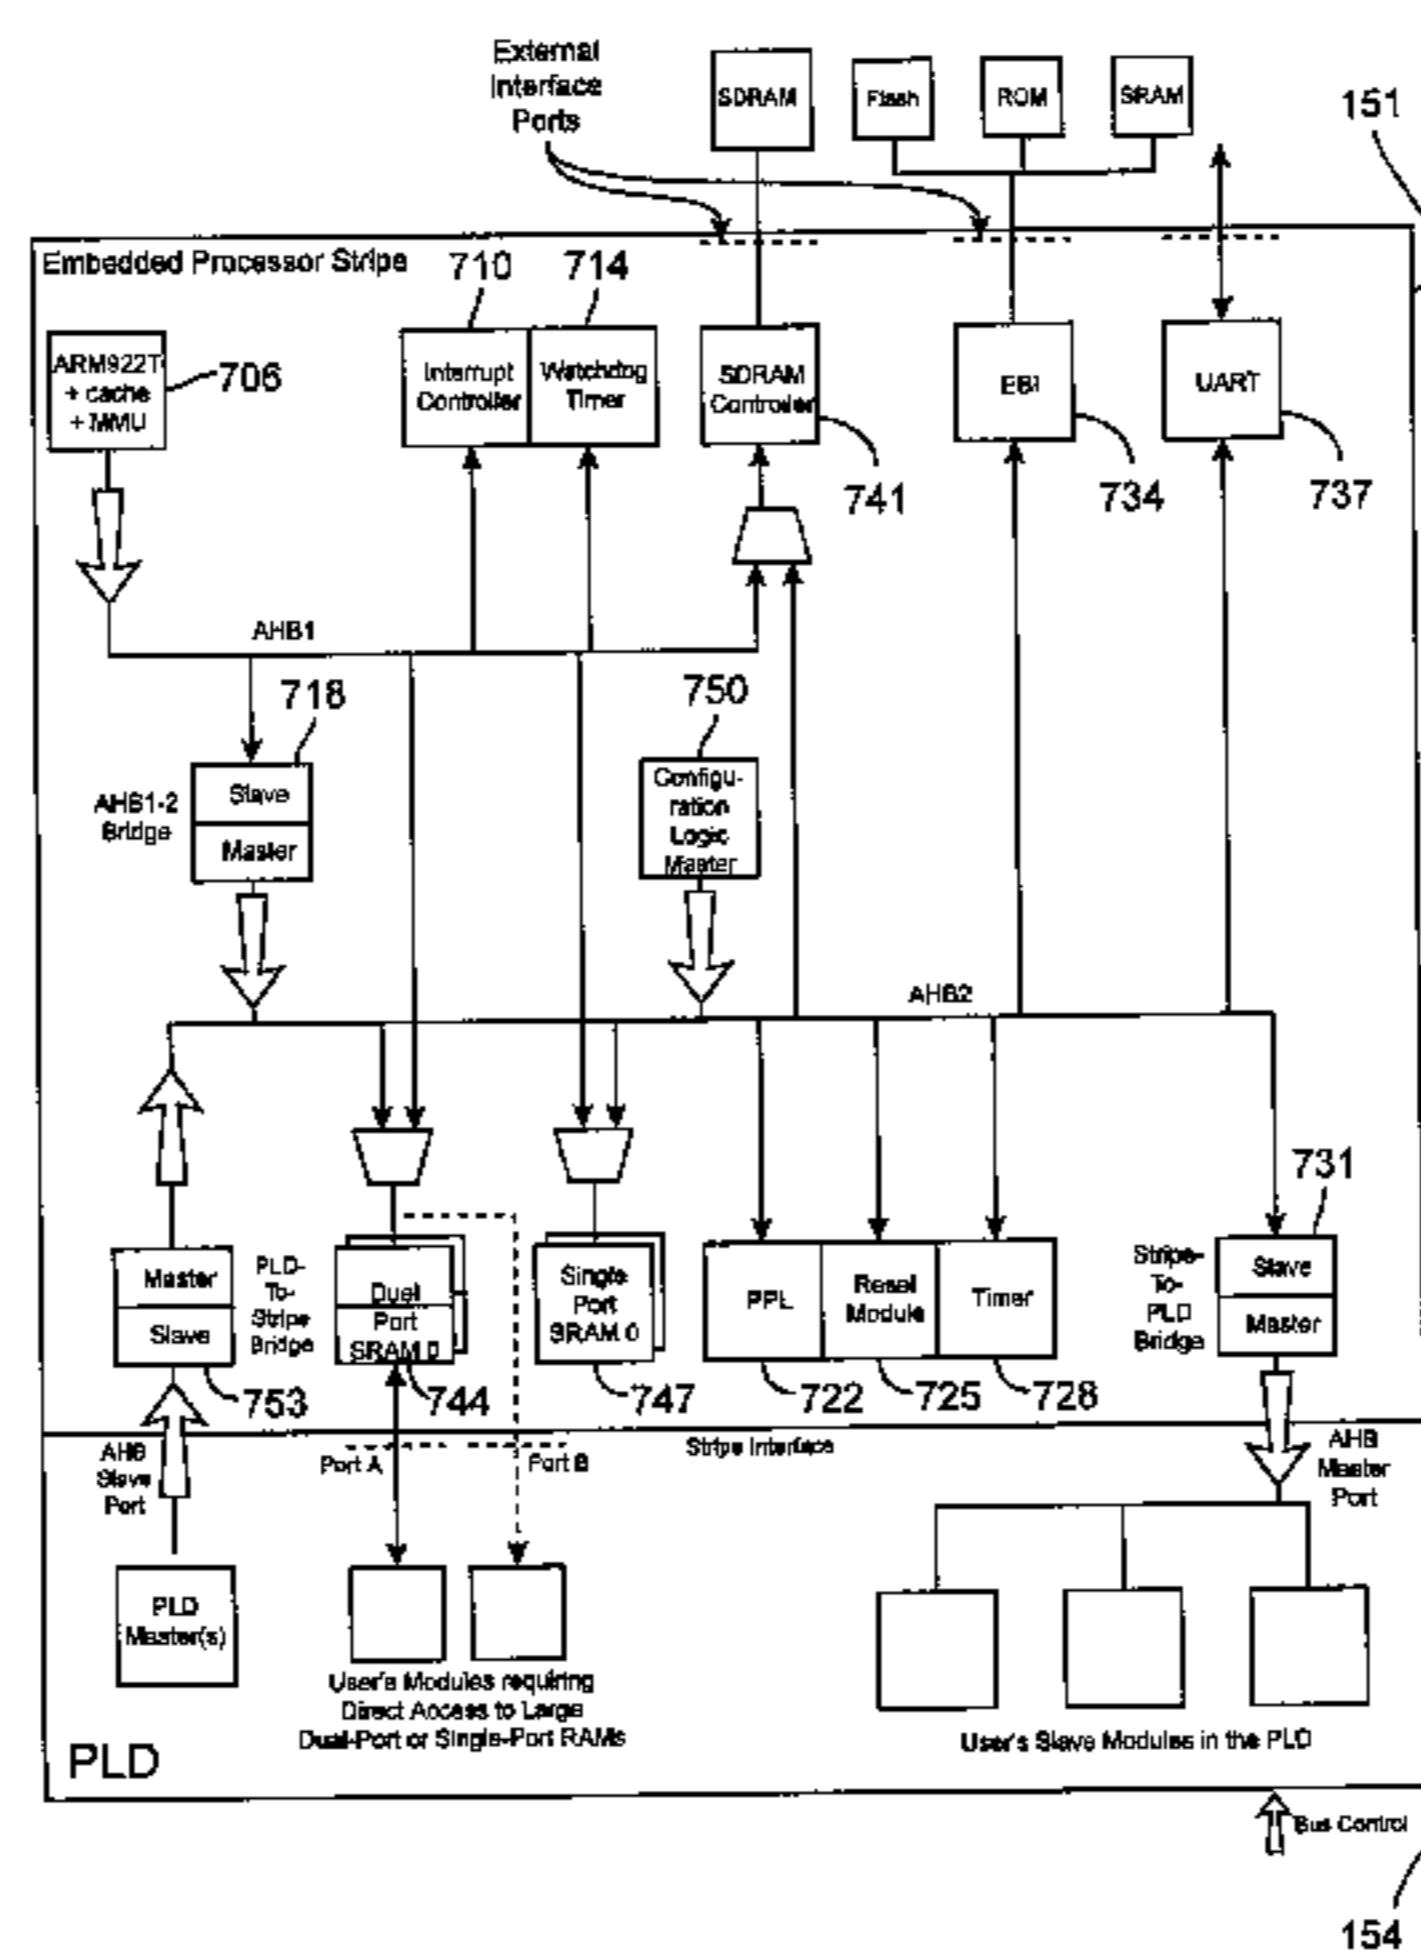 External
Interface
Ports
SDRAM
Flash
ROM
SRAM
151
Embedded Processor Stripe
710
714
ARM922T
+ cache
+ MMU
706
Interrupt
Controller
Watchdog
Timer
SDRAM
Controller
EBI
UART
741
734
737
AHB1
718
750
AHB1-2
Bridge
Slave
Master
Configu-
ration
Logic
Master
AHB2
731
Master
Slave
PLD-
To-
Stripe
Bridge
Duel
Port
SRAM 0
Single
Port
SRAM 0
PPL
Reset
Module
Timer
Stripe-
To-
PLD
Bridge
Slave
Master
753
744
747
722
725
728
AHB
Slave
Port
Port A
Port B
Stripe Interface
AHB
Master
Port
PLD
Master(s)
User's Modules requiring
Direct Access to Large
Dual-Port or Single-Port RAMs
User's Slave Modules in the PLD
PLD
Bus Control
154